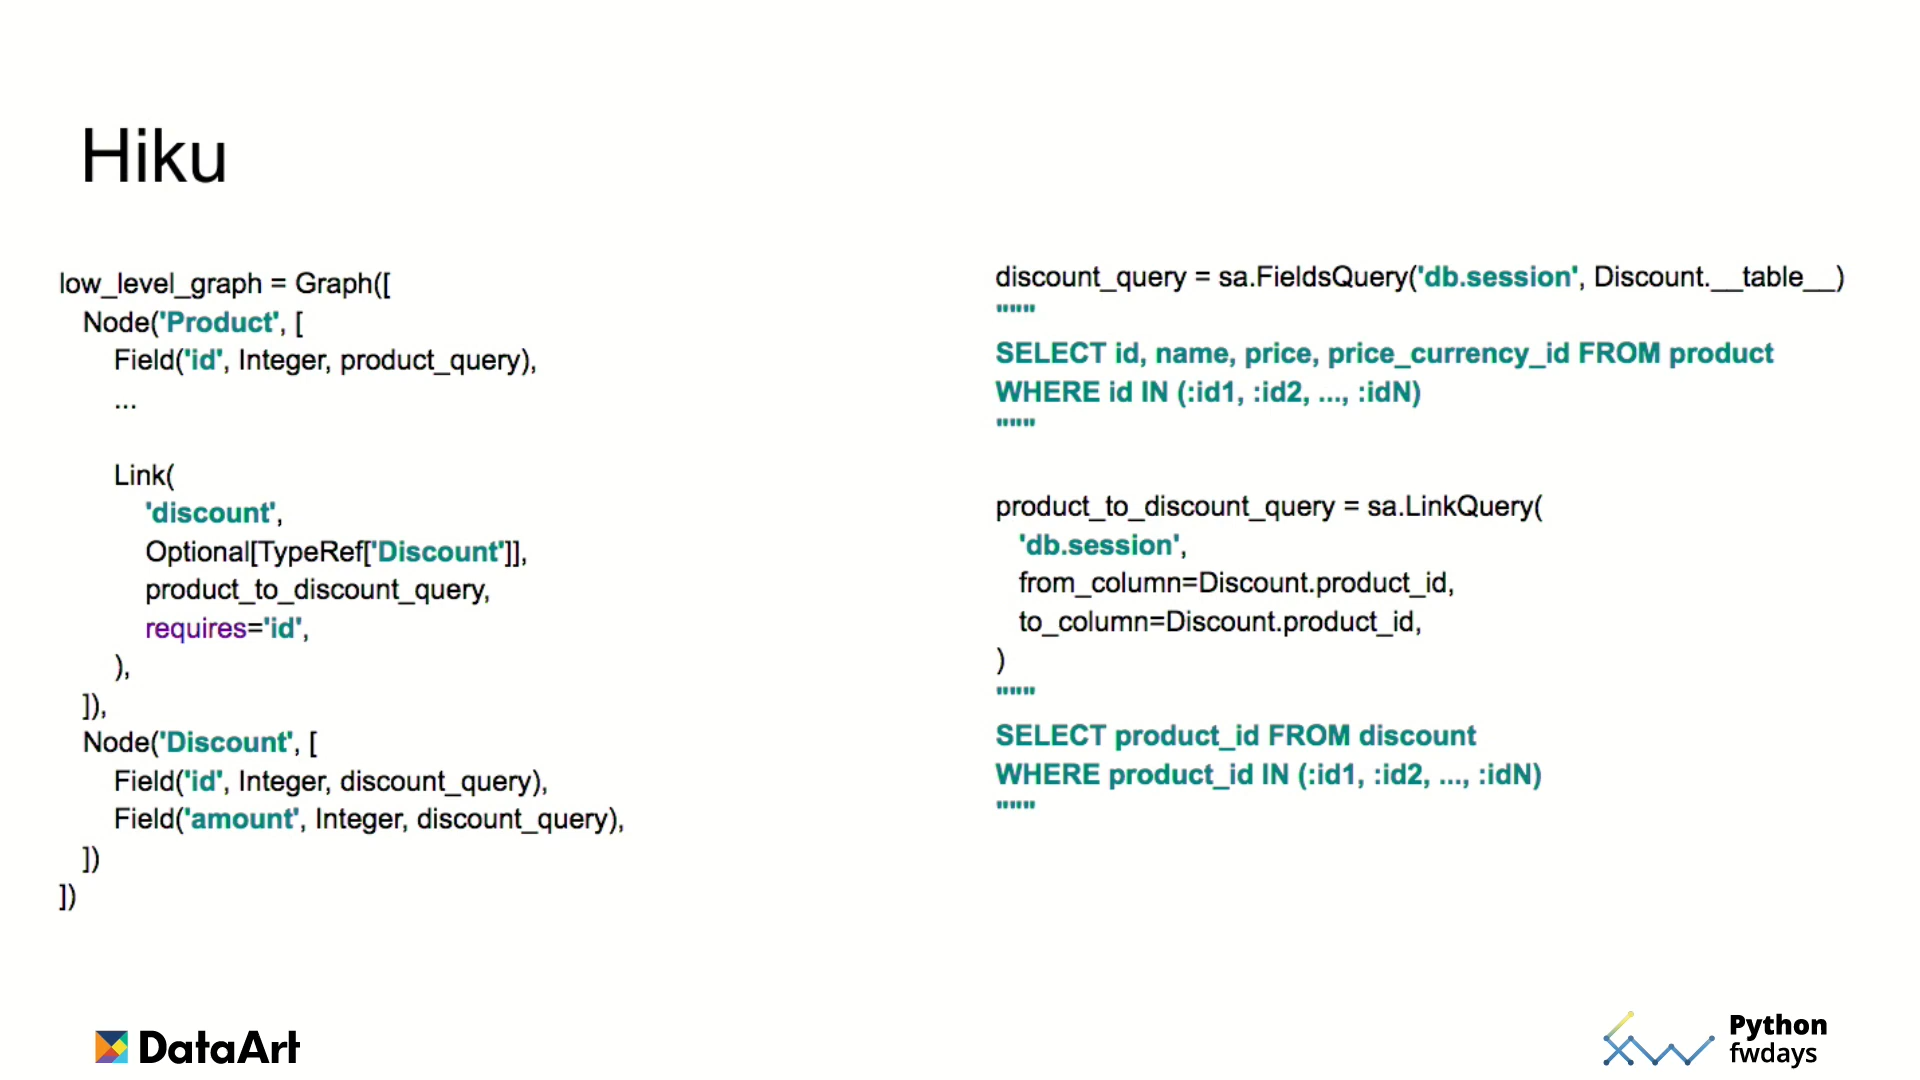 Hiku
low_level_graph = Graph([
Node('Product', [
Field('id', Integer, product_query),
...
Link(
'discount',
Optional[TypeRef['Discount']],
product_to_discount_query,
requires='id',
),
]),
Node('Discount', [
Field('id', Integer, discount_query),
Field('amount', Integer, discount_query),
])
])
discount_query = sa.FieldsQuery('db.session', Discount.__table__)
"""
SELECT id, name, price, price_currency_id FROM product
WHERE id IN (:id1, :id2, ..., :idN)
"""
product_to_discount_query = sa.LinkQuery(
'db.session',
from_column=Discount.product_id,
to_column=Discount.product_id,
)
"""
SELECT product_id FROM discount
WHERE product_id IN (:id1, :id2, ..., :idN)
"""
DataArt
Python
fwdays